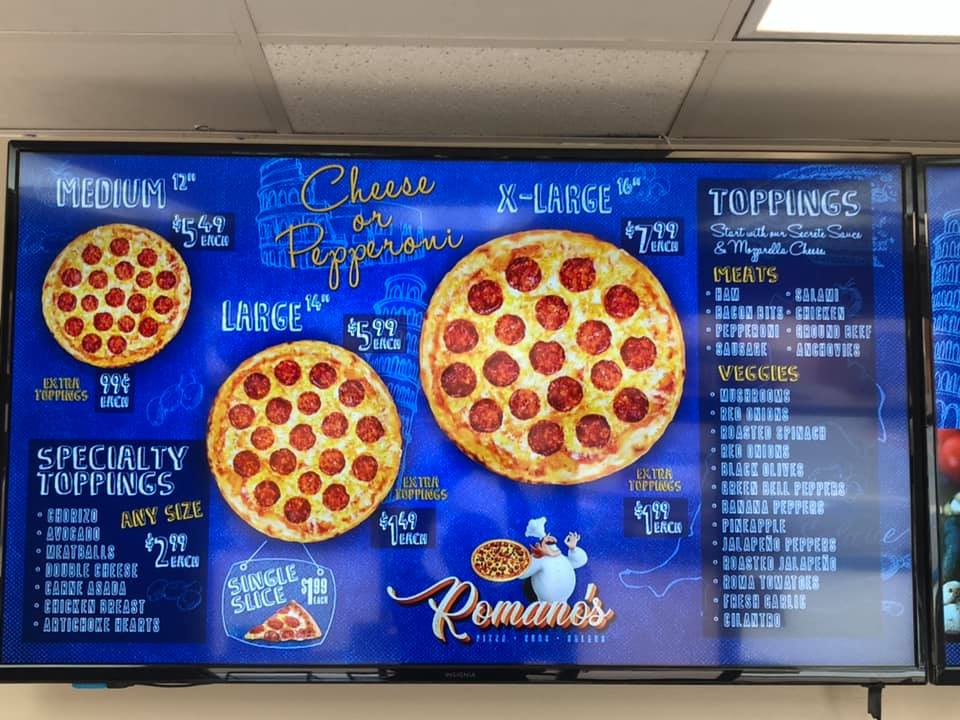 MEDIUM 12"
$5 49 EACH
EXTRA TOPPINGS 99¢ EACH
Cheese
or
Pepperoni
LARGE 14"
$5 99 EACH
EXTRA TOPPINGS
$1 49 EACH
X-LARGE 16"
$7 99 EACH
EXTRA TOPPINGS
$1 99 EACH
SPECIALTY
TOPPINGS
ANY SIZE
$2 99 EACH
• CHORIZO
• AVOCADO
• MEATBALLS
• DOUBLE CHEESE
• CARNE ASADA
• CHICKEN BREAST
• ARTICHOKE HEARTS
SINGLE
SLICE
$1 99 EACH
Romano's
PIZZA
TOPPINGS
Start with our Secrete Sauce
& Mozarella Cheese.
MEATS
• HAM • SALAMI
• BACON BITS • CHICKEN
• PEPPERONI • GROUND BEEF
• SAUSAGE • ANCHOVIES
VEGGIES
• MUSHROOMS
• RED ONIONS
• ROASTED SPINACH
• RED ONIONS
• BLACK OLIVES
• GREEN BELL PEPPERS
• BANANA PEPPERS
• PINEAPPLE
• JALAPEÑO PEPPERS
• ROASTED JALAPEÑO
• ROMA TOMATOES
• FRESH GARLIC
• CILANTRO
INSIGNIA